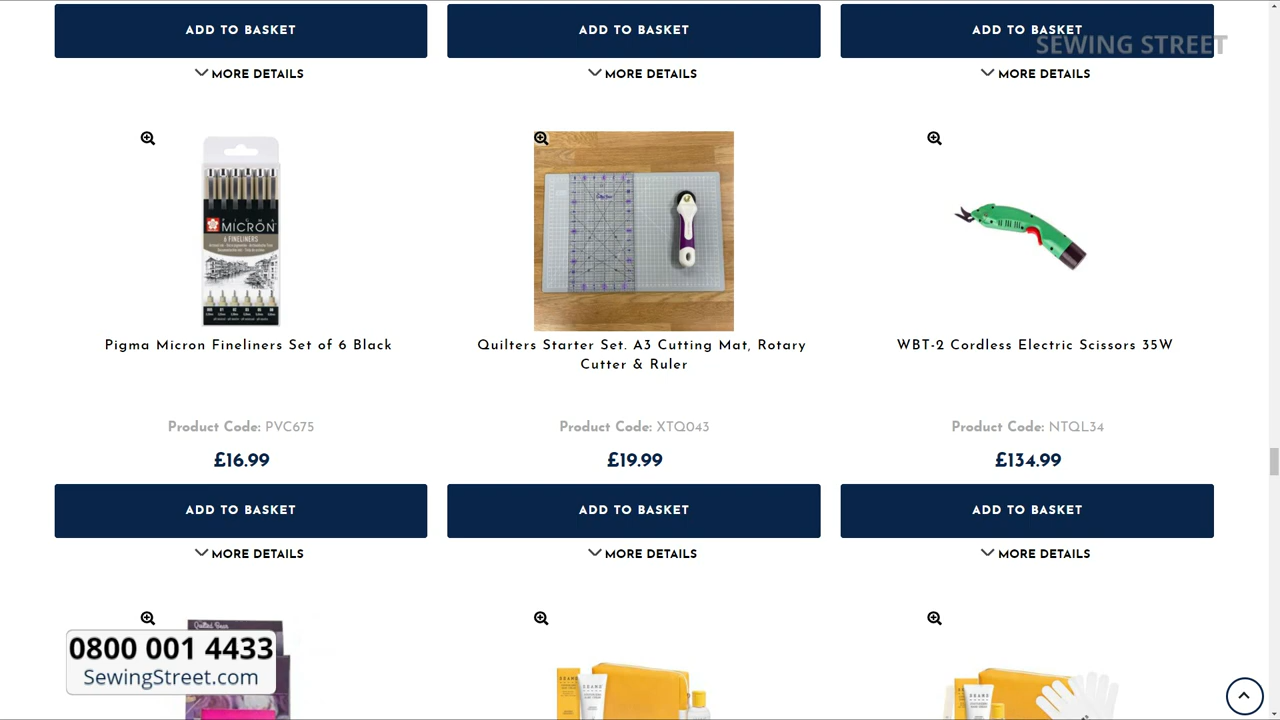 ADD TO BASKET
ADD TO BASKET
ADD TO BASKET
SEWING STREET
MORE DETAILS
MORE DETAILS
MORE DETAILS
PIGMA
MICRON
6 FINELINERS
Pigma Micron Fineliners Set of 6 Black
Quilters Starter Set. A3 Cutting Mat, Rotary
Cutter & Ruler
WBT-2 Cordless Electric Scissors 35W
Product Code: PVC675
Product Code: XTQ043
Product Code: NTQL34
£16.99
£19.99
£134.99
ADD TO BASKET
ADD TO BASKET
ADD TO BASKET
MORE DETAILS
MORE DETAILS
MORE DETAILS
0800 001 4433
SewingStreet.com